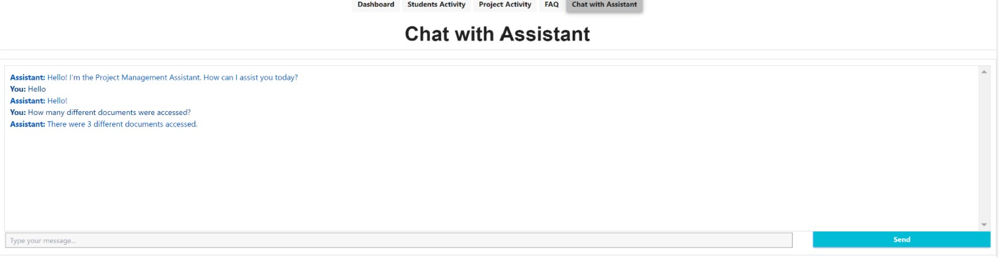 Dashboard Students Activity Project Activity FAQ Chat with Assistant
Chat with Assistant
Assistant: Hello! I'm the Project Management Assistant. How can I assist you today?
You: Hello
Assistant: Hello!
You: How many different documents were accessed?
Assistant: There were 3 different documents accessed.
Type your message... Send